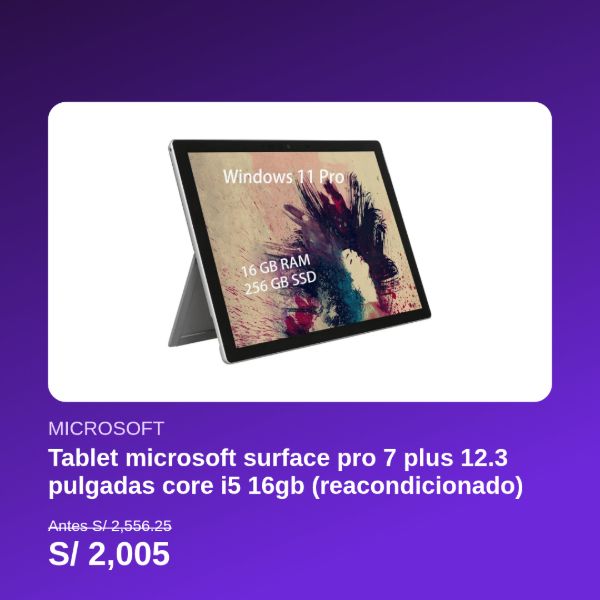 Windows 11 Pro
16 GB RAM
256 GB SSD
MICROSOFT
Tablet microsoft surface pro 7 plus 12.3
pulgadas core i5 16gb (reacondicionado)
Antes S/ 2,556.25
S/ 2,005